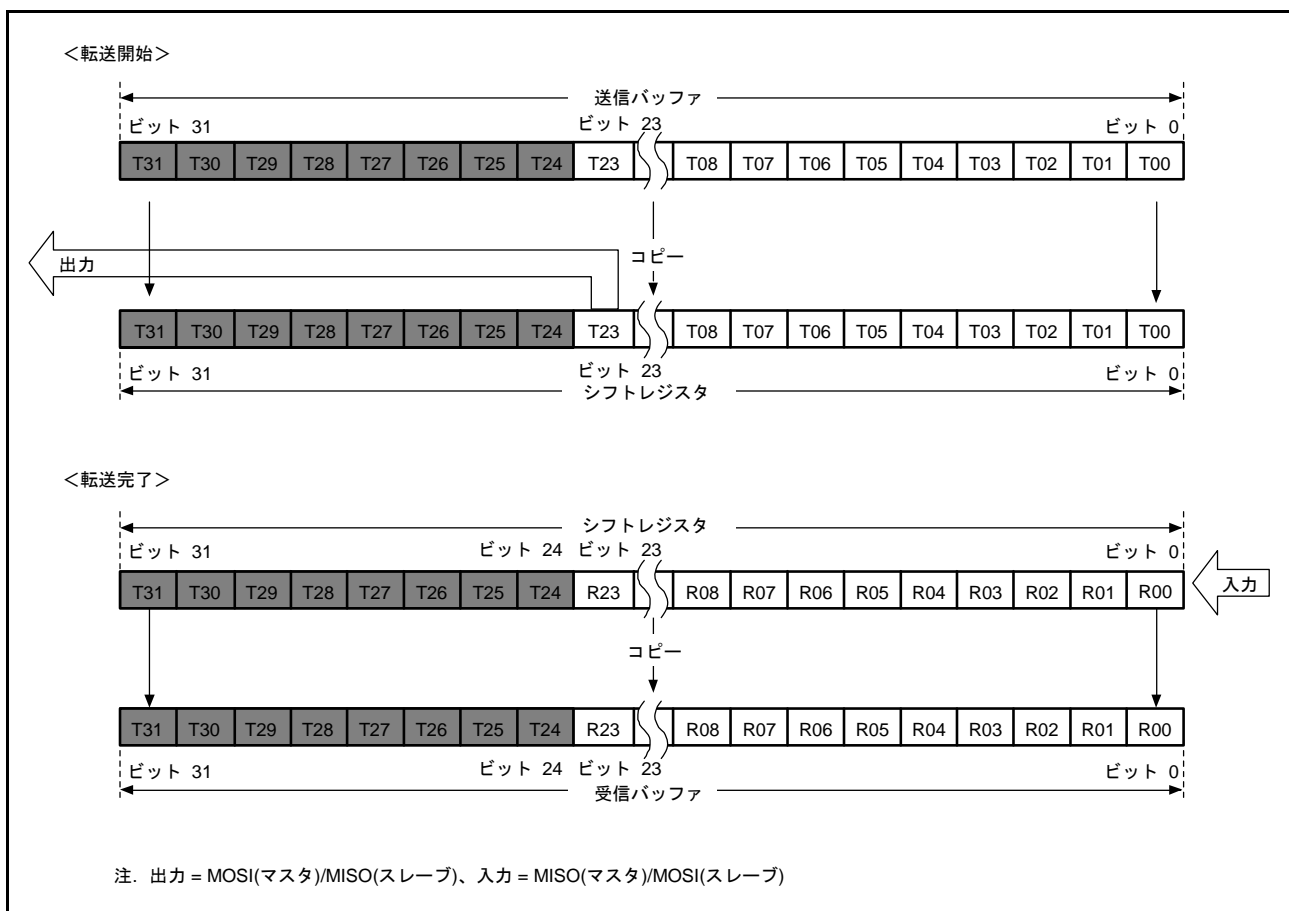 ＜転送開始＞
送信バッファ
ビット 31 ビット 23 ビット 0
T31 T30 T29 T28 T27 T26 T25 T24 T23 T08 T07 T06 T05 T04 T03 T02 T01 T00
コピー
出力
T31 T30 T29 T28 T27 T26 T25 T24 T23 T08 T07 T06 T05 T04 T03 T02 T01 T00
ビット 31 ビット 23 ビット 0
シフトレジスタ
＜転送完了＞
シフトレジスタ
ビット 31 ビット 24 ビット 23 ビット 0
T31 T30 T29 T28 T27 T26 T25 T24 R23 R08 R07 R06 R05 R04 R03 R02 R01 R00 入力
コピー
T31 T30 T29 T28 T27 T26 T25 T24 R23 R08 R07 R06 R05 R04 R03 R02 R01 R00
ビット 31 ビット 24 ビット 23 ビット 0
受信バッファ
注. 出力 = MOSI(マスタ)/MISO(スレーブ)、入力 = MISO(マスタ)/MOSI(スレーブ)